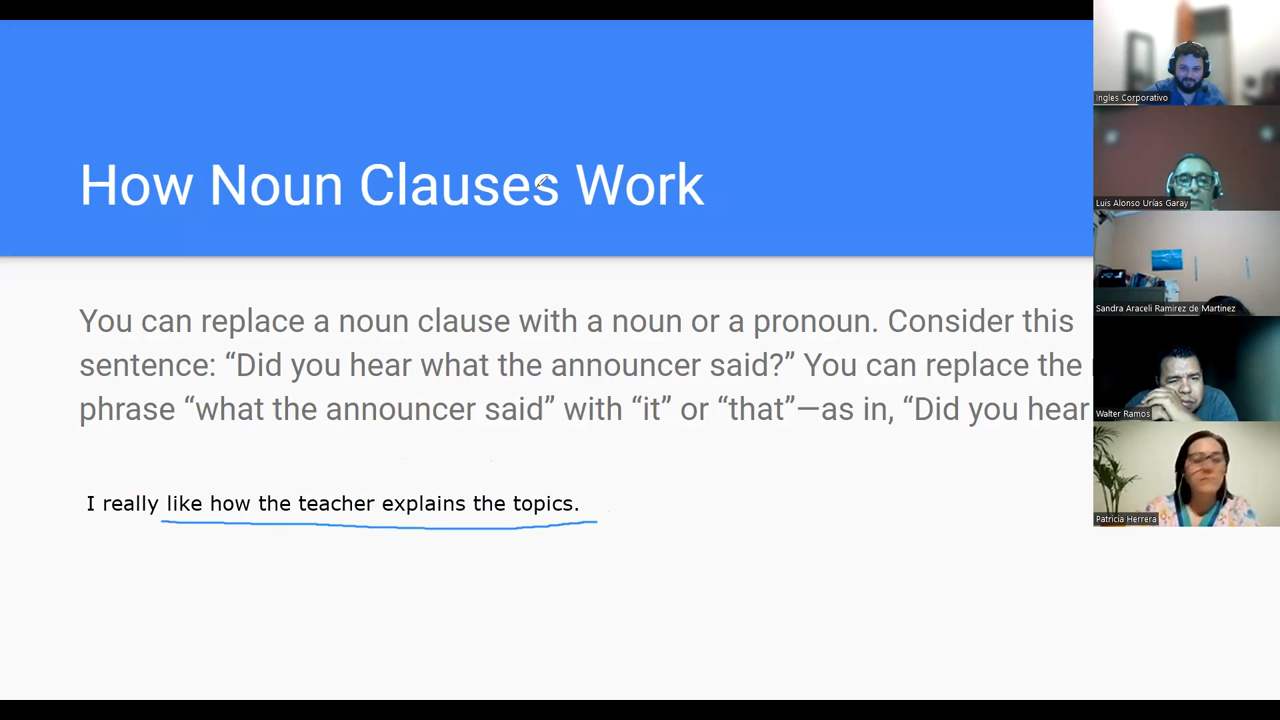 How Noun Clauses Work
You can replace a noun clause with a noun or a pronoun. Consider this
sentence: “Did you hear what the announcer said?” You can replace the
phrase “what the announcer said” with “it” or “that”—as in, “Did you hear
I really like how the teacher explains the topics.
Ingles Corporativo
Luis Alonso Urías Garay
Sandra Araceli Ramirez de Martinez
Walter Ramos
Patricia Herrera